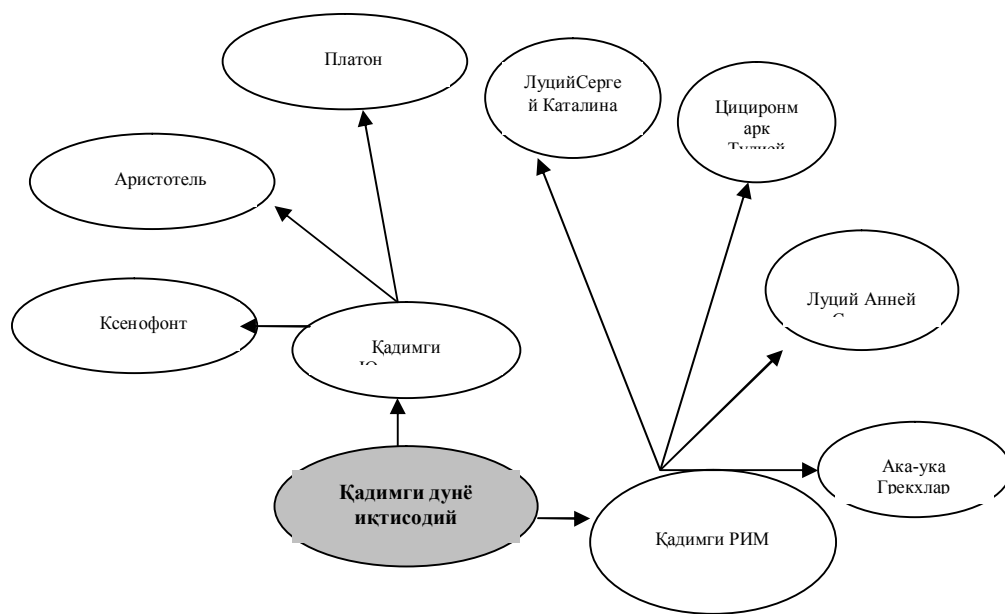 Платон
ЛуцийСерге
й Каталина
Цициронм
арк
Аристотель
Луций Анней
Ксенофонт
Қадимги
Ака-ука
Грекхлар
Қадимги дунё
иқтисодий
Қадимги РИМ